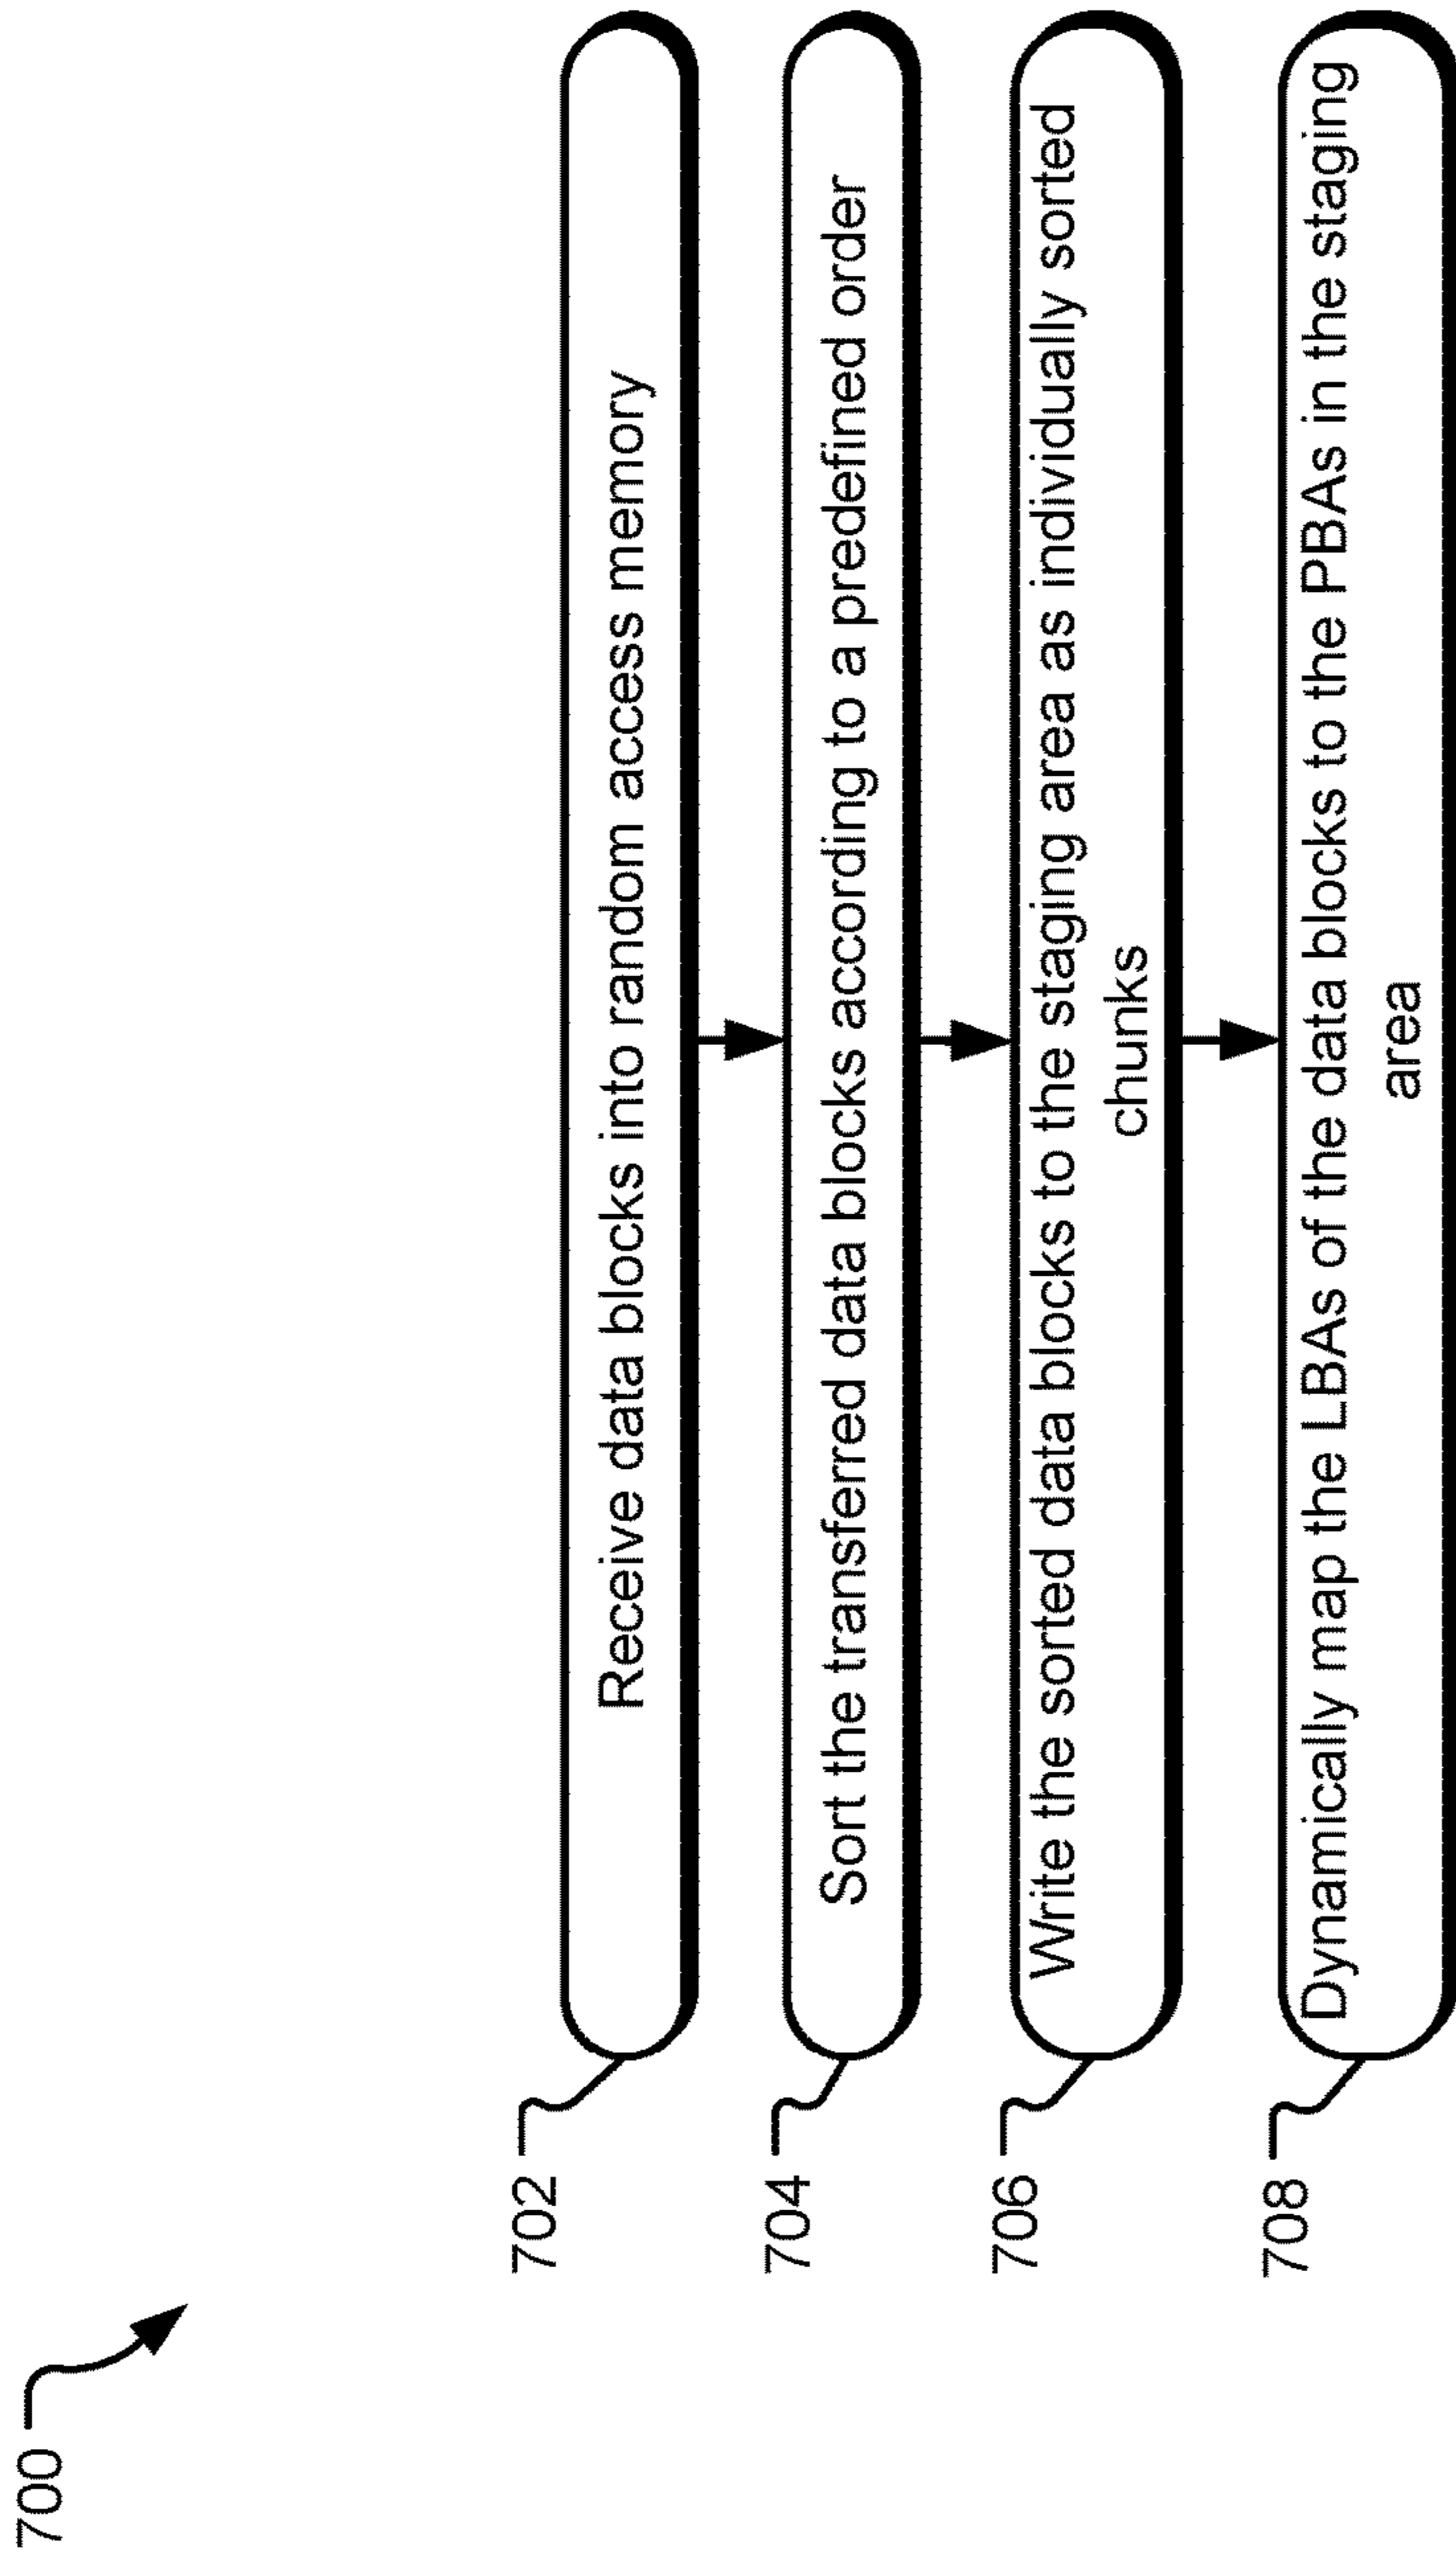 700
702
Receive data blocks into random access memory
704
Sort the transferred data blocks according to a predefined order
706
Write the sorted data blocks to the staging area as individually sorted
chunks
708
Dynamically map the LBAs of the data blocks to the PBAs in the staging
area